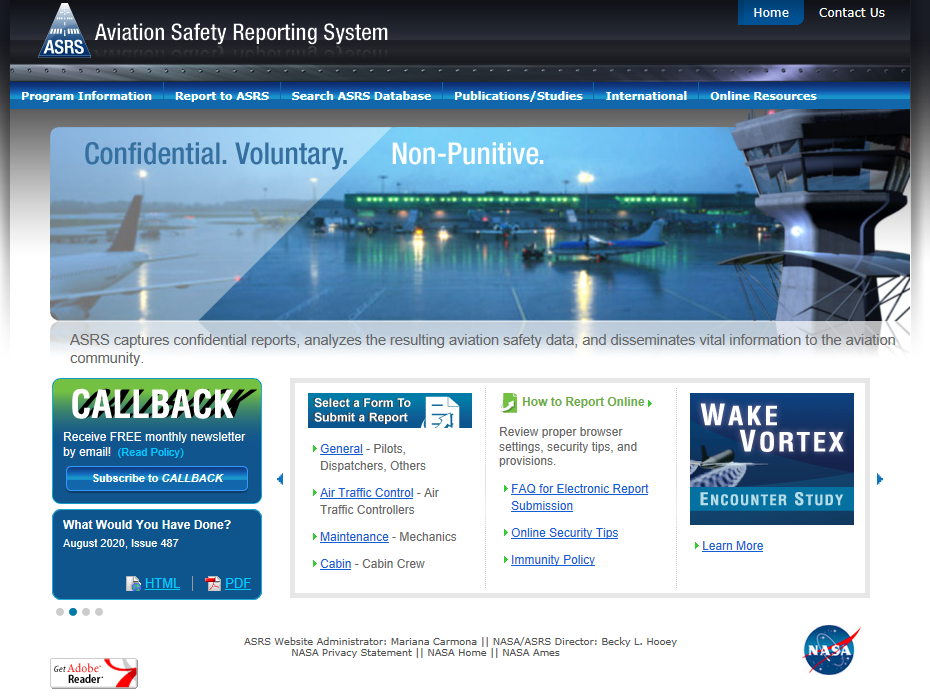 Home
Contact Us
ASRS
Aviation Safety Reporting System
Program Information
Report to ASRS
Search ASRS Database
Publications/Studies
International
Online Resources
Confidential. Voluntary. Non-Punitive.
ASRS captures confidential reports, analyzes the resulting aviation safety data, and disseminates vital information to the aviation
community.
CALLBACK
Receive FREE monthly newsletter
by email! (Read Policy)
Subscribe to CALLBACK
What Would You Have Done?
August 2020, Issue 487
HTML | PDF
Select a Form To
Submit a Report
General - Pilots,
Dispatchers, Others
Air Traffic Control - Air
Traffic Controllers
Maintenance - Mechanics
Cabin - Cabin Crew
How to Report Online
Review proper browser
settings, security tips, and
provisions.
FAQ for Electronic Report
Submission
Online Security Tips
Immunity Policy
WAKE
VORTEX
ENCOUNTER STUDY
Learn More
ASRS Website Administrator: Mariana Carmona || NASA/ASRS Director: Becky L. Hooey
NASA Privacy Statement || NASA Home || NASA Ames
Get Adobe®
Reader®
NASA